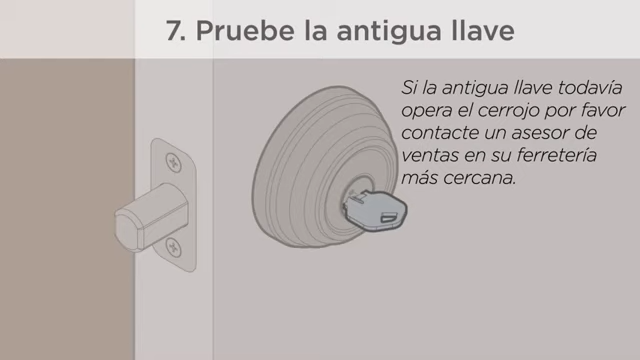 7. Pruebe la antigua llave
Si la antigua llave todavía
opera el cerrojo por favor
contacte un asesor de
ventas en su ferretería
más cercana.